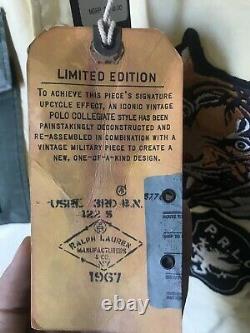 LIMITED EDITION
TO ACHIEVE THIS PIECE'S SIGNATURE
UPCYCLE EFFECT, AN ICONIC VINTAGE
POLO COLLEGIATE STYLE HAS BEEN
PAINSTAKINGLY DECONSTRUCTED AND
RE-ASSEMBLED IN COMBINATION WITH A
VINTAGE MILITARY PIECE TO CREATE A
NEW, ONE-OF-A-KIND DESIGN.
3RD B.N.
RALPH LAUREN
MANUFACTURERS
& CO.
1967
P.R.L.